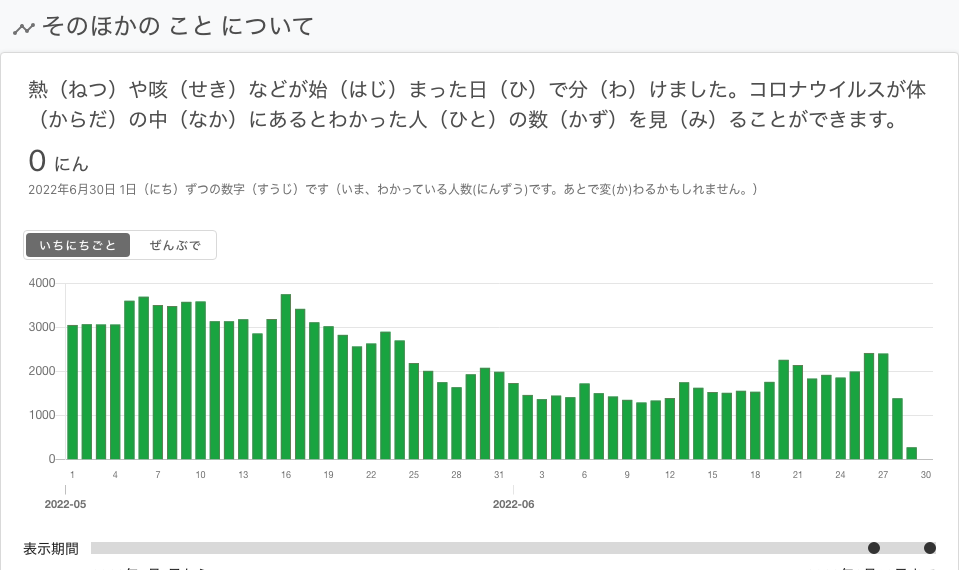 そのほかの こと について
熱（ねつ）や咳（せき）などが始（はじ）まった日（ひ）で分（わ）けました。コロナウイルスが体
（からだ）の中（なか）にあるとわかった人（ひと）の数（かず）を見（み）ることができます。
0 にん
2022年6月30日 1日（にち）ずつの数字（すうじ）です（いま、わかっている人数(にんずう)です。あとで変(か)わるかもしれません。）
いちにちごと ぜんぶで
4000
3000
2000
1000
0
1 4 7 10 13 16 19 22 25 28 31 3 6 9 12 15 18 21 24 27 30
2022-05 2022-06
表示期間